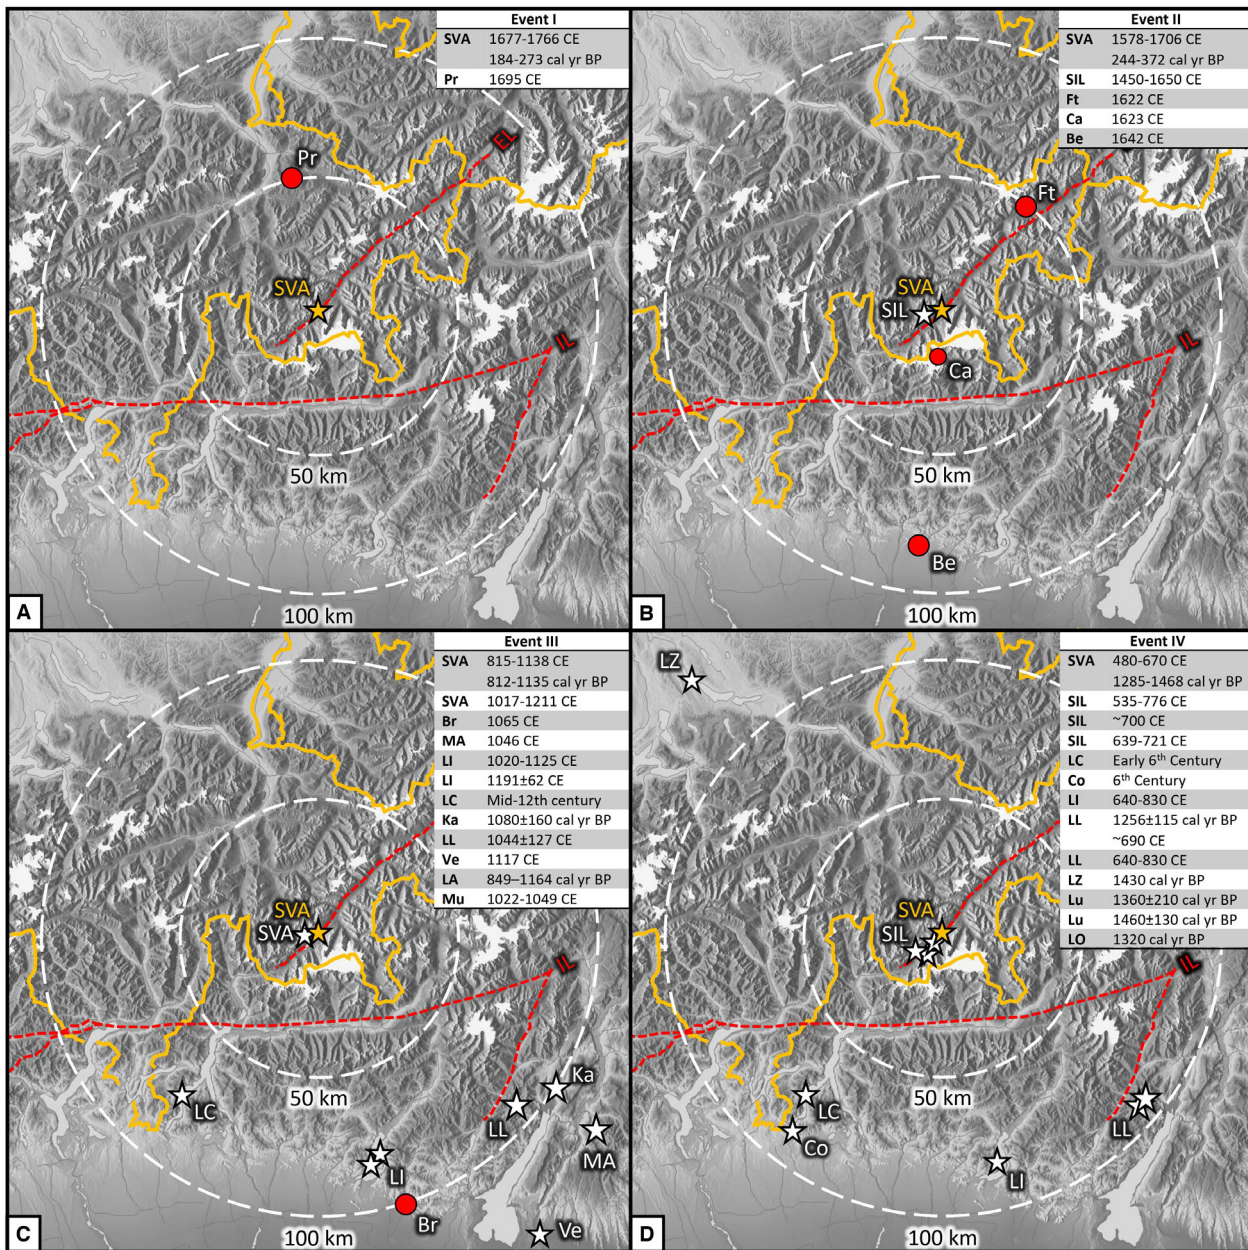 Event I
SVA 1677-1766 CE
184-273 cal yr BP
Pr 1695 CE
EL
Pr
SVA
IL
50 km
100 km
A
Event II
SVA 1578-1706 CE
244-372 cal yr BP
SIL 1450-1650 CE
Ft 1622 CE
Ca 1623 CE
Be 1642 CE
Ft
SVA
SIL
IL
Ca
50 km
Be
100 km
B
Event III
SVA 815-1138 CE
812-1135 cal yr BP
SVA 1017-1211 CE
Br 1065 CE
MA 1046 CE
LI 1020-1125 CE
LI 1191±62 CE
LC Mid-12th century
Ka 1080±160 cal yr BP
LL 1044±127 CE
Ve 1117 CE
LA 849–1164 cal yr BP
Mu 1022-1049 CE
SVA
SVA
IL
50 km
Ka
LC
LL
MA
LI
Br
Ve
100 km
C
Event IV
SVA 480-670 CE
1285-1468 cal yr BP
SIL 535-776 CE
SIL ~700 CE
SIL 639-721 CE
LC Early 6th Century
Co 6th Century
LI 640-830 CE
LL 1256±115 cal yr BP
~690 CE
LL 640-830 CE
LZ 1430 cal yr BP
Lu 1360±210 cal yr BP
Lu 1460±130 cal yr BP
LO 1320 cal yr BP
LZ
SVA
SIL
IL
50 km
LC
LL
Co
LI
100 km
D